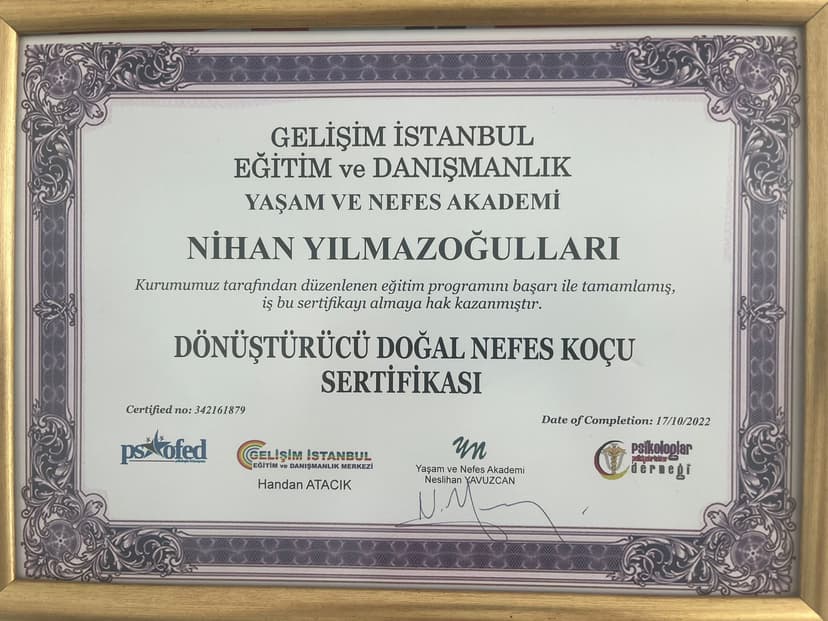 GELİŞİM İSTANBUL
EĞİTİM ve DANIŞMANLIK
YAŞAM VE NEFES AKADEMİ
NİHAN YILMAZOĞULLARI
Kurumumuz tarafından düzenlenen eğitim programını başarı ile tamamlamış,
iş bu sertifikayı almaya hak kazanmıştır.
DÖNÜŞTÜRÜCÜ DOĞAL NEFES KOÇU
SERTİFİKASI
Certified no: 342161879
Date of Completion: 17/10/2022
psikofed
GELİŞİM İSTANBUL
EĞİTİM ve DANIŞMANLIK MERKEZİ
Handan ATACIK
YN
Yaşam ve Nefes Akademi
Neslihan YAVUZCAN
psikologlar
derneği